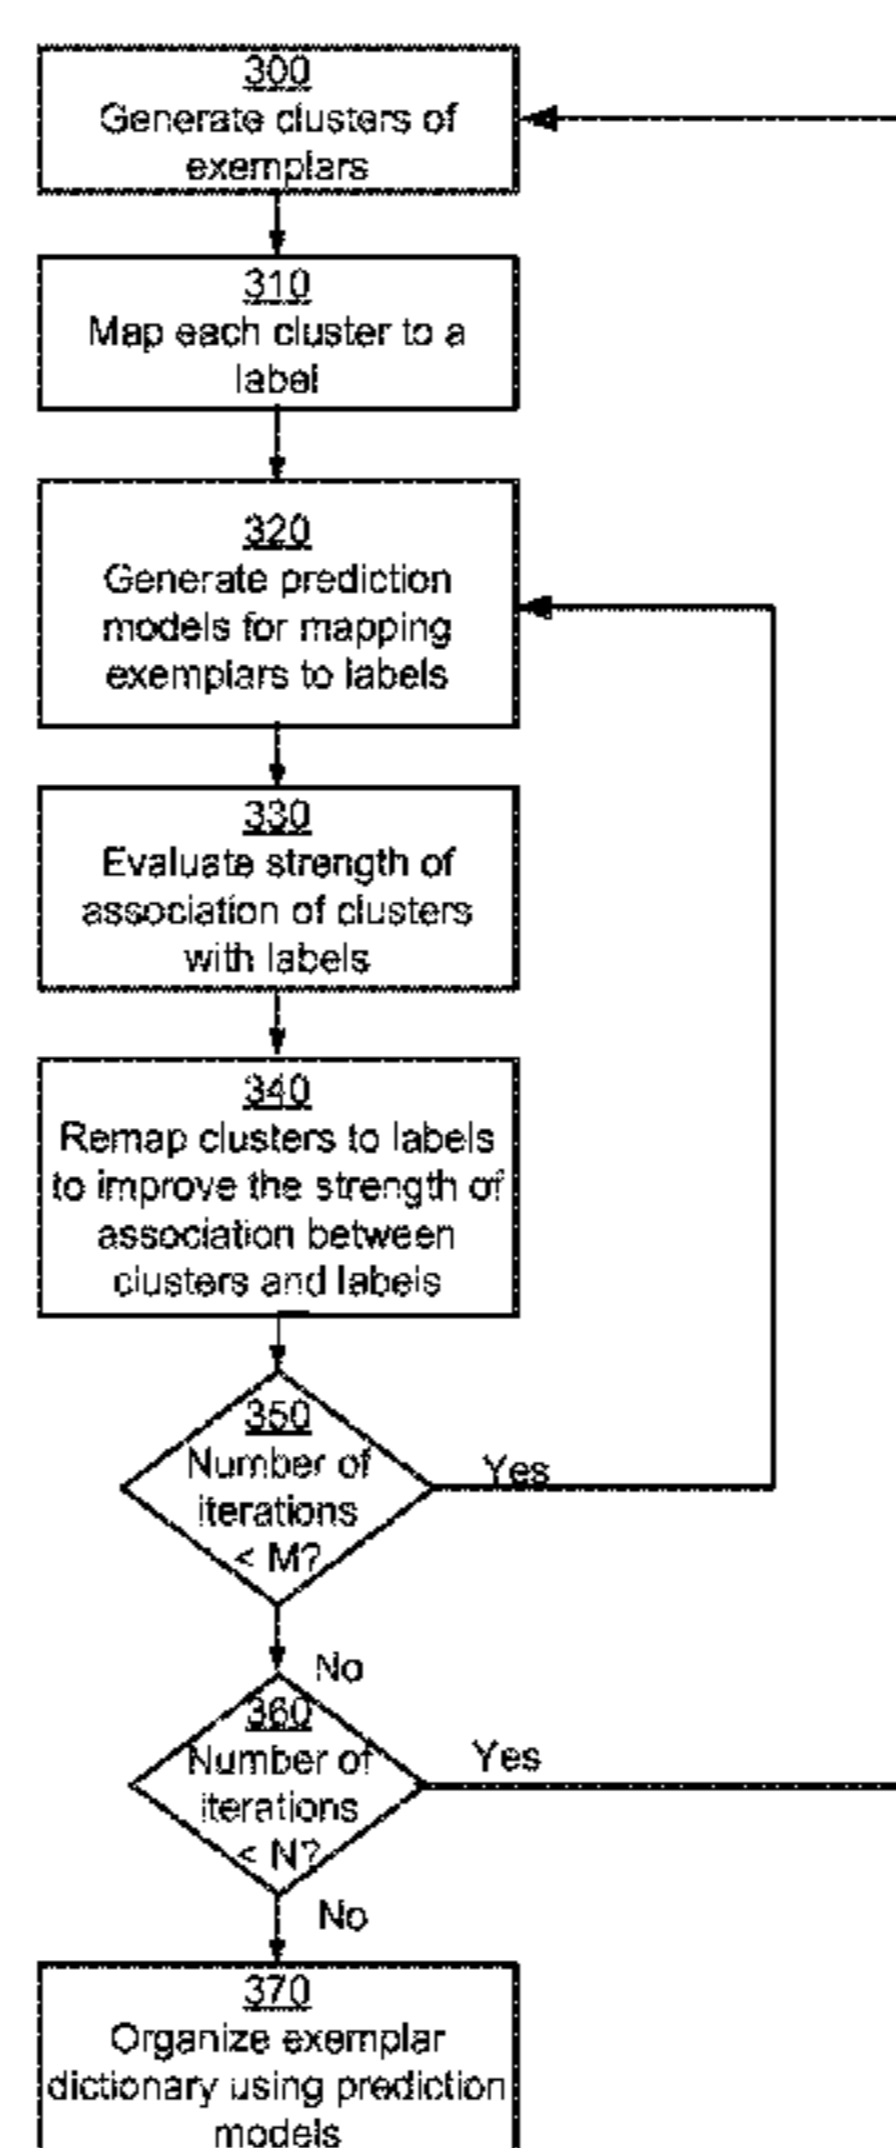 300
Generate clusters of
exemplars
310
Map each cluster to a
label
320
Generate prediction
models for mapping
exemplars to labels
330
Evaluate strength of
association of clusters
with labels
340
Remap clusters to labels
to improve the strength of
association between
clusters and labels
350
Number of
iterations
< M?
Yes
No
360
Number of
iterations
< N?
Yes
No
370
Organize exemplar
dictionary using prediction
models